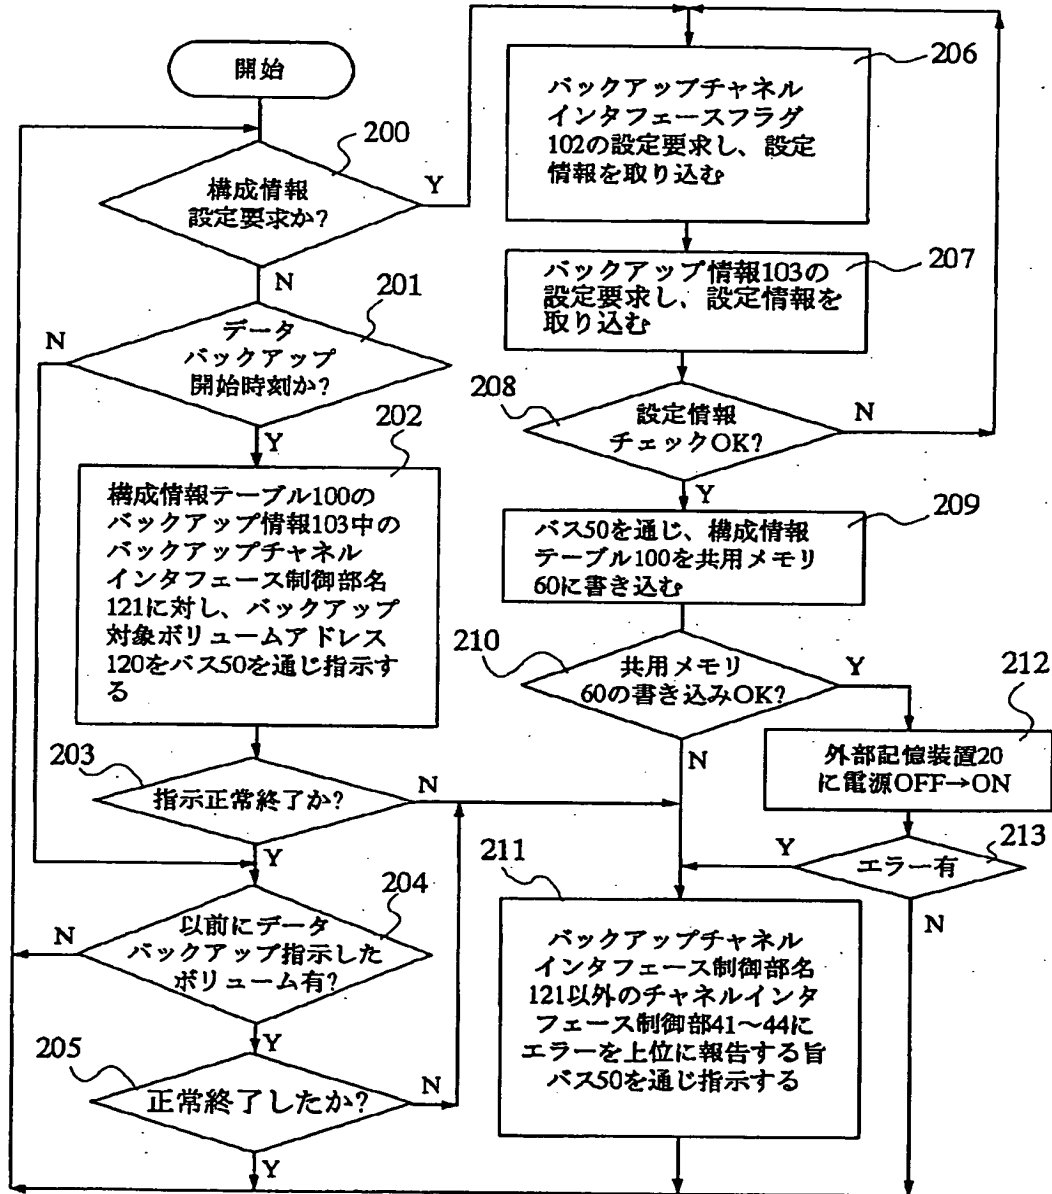 開始
200
構成情報
設定要求か?
Y
N
201
データ
バックアップ
開始時刻か?
N
Y
202
構成情報テーブル100の
バックアップ情報103中の
バックアップチャネル
インタフェース制御部名
121に対し、バックアップ
対象ボリュームアドレス
120をバス50を通じ指示す
る
203
指示正常終了か?
N
Y
204
以前にデータ
バックアップ指示した
ボリューム有?
N
Y
205
正常終了したか?
N
Y
206
バックアップチャネル
インタフェースフラグ
102の設定要求し、設定
情報を取り込む
207
バックアップ情報103の
設定要求し、設定情報を
取り込む
208
設定情報
チェックOK?
N
Y
209
バス50を通じ、構成情報
テーブル100を共用メモリ
60に書き込む
210
共用メモリ
60の書き込みOK?
Y
N
212
外部記憶装置20
に電源OFF→ON
213
エラー有
Y
N
211
バックアップチャネル
インタフェース制御部名
121以外のチャネルインタ
フェース制御部41～44に
エラーを上位に報告する旨
バス50を通じ指示する